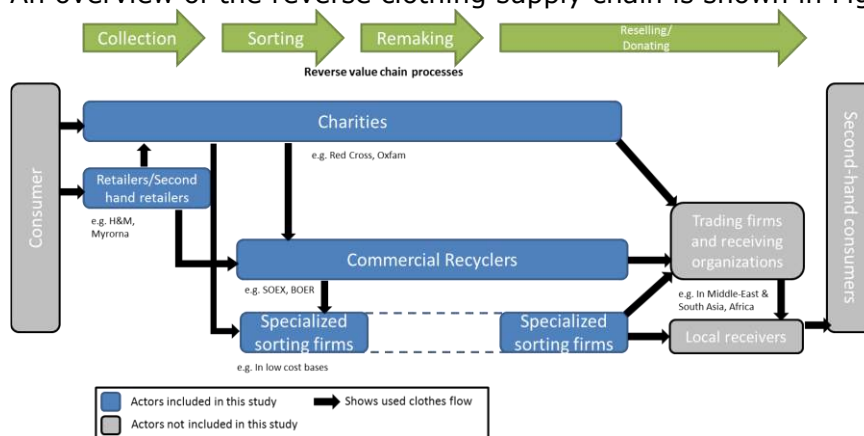 An overview of the reverse clothing supply chain is shown in Fig
Collection
Sorting
Remaking
Reselling/
Donating
Reverse value chain processes
Consumer
Charities
e.g. Red Cross, Oxfam
Retailers/Second
hand retailers
e.g. H&M,
Myrorna
Commercial Recyclers
e.g. SOEX, BOER
Specialized
sorting firms
e.g. In low cost bases
Specialized
sorting firms
Trading firms
and receiving
organizations
e.g. In Middle-East &
South Asia, Africa
Local receivers
Second-hand consumers
Actors included in this study
Shows used clothes flow
Actors not included in this study